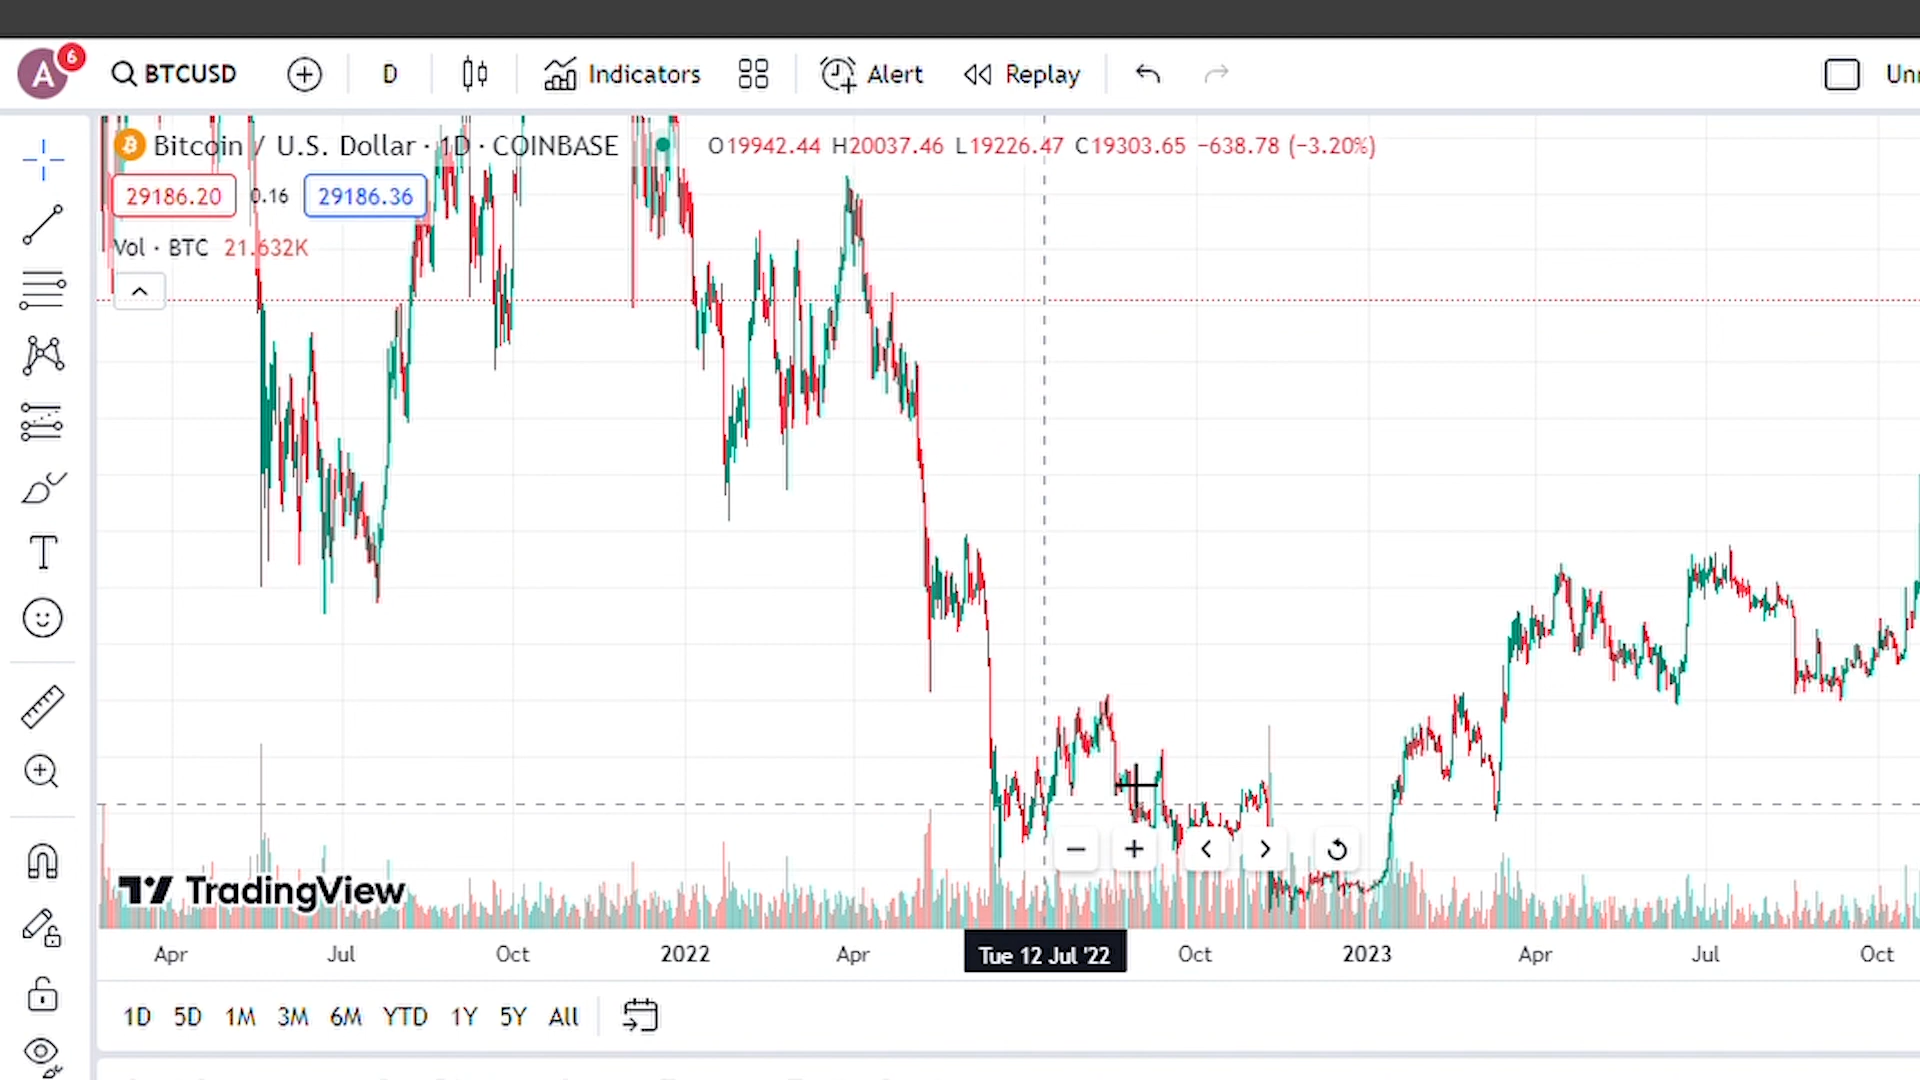 A 6 BTCUSD D Indicators Alert Replay Unr
Bitcoin / U.S. Dollar · 1D · COINBASE O19942.44 H20037.46 L19226.47 C19303.65 −638.78 (−3.20%)
29186.20 0.16 29186.36
Vol · BTC 21.632K
T
TradingView
Apr Jul Oct 2022 Apr Tue 12 Jul '22 Oct 2023 Apr Jul Oct
1D 5D 1M 3M 6M YTD 1Y 5Y All